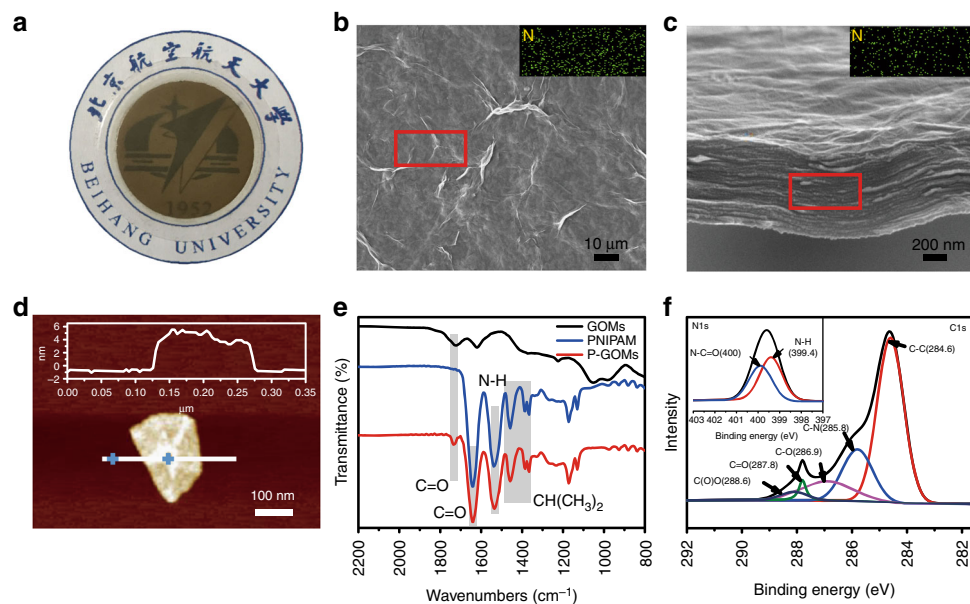 a
北京航空航天大学
BEIHANG UNIVERSITY
1952
b
N
10 μm
c
N
200 nm
d
6
4
2
0
−2
nm
0.00 0.05 0.10 0.15 0.20 0.25 0.30 0.35
μm
100 nm
e
GOMs
PNIPAM
P-GOMs
N-H
C=O
C=O
CH(CH₃)₂
Transmittance (%)
2200 2000 1800 1600 1400 1200 1000 800
Wavenumbers (cm⁻¹)
f
N1s
C1s
N-C=O(400)
N-H
(399.4)
403 402 401 400 399 398 397
Binding energy (eV)
C-C(284.6)
C-N(285.8)
C-O(286.9)
C=O(287.8)
C(O)O(288.6)
Intensity
292 290 288 286 284 282
Binding energy (eV)